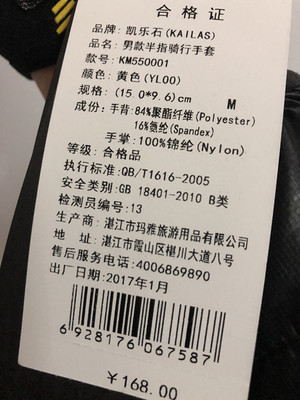 合格证
品牌:凯乐石(KAILAS)
品名:男款半指骑行手套
款号:KM550001
颜色:黄色(YL00)
规格:(15.0*9.6)cm M
成份:手背:84%聚酯纤维(Polyester)
16%氨纶(Spandex)
手掌:100%锦纶(Nylon)
等级:合格品
执行标准:QB/T1616-2005
安全类别:GB 18401-2010 B类
检测员编号:13
生产商:湛江市玛雅旅游用品有限公司
湛江市霞山区椹川大道八号
售后服务电话:4006869890
出厂日期:2017年1月
6928176067587
¥168.00